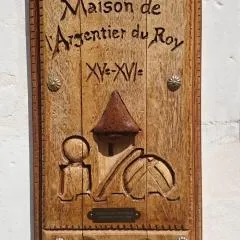 Maison de
l'Argentier du Roy
XVe-XVIe